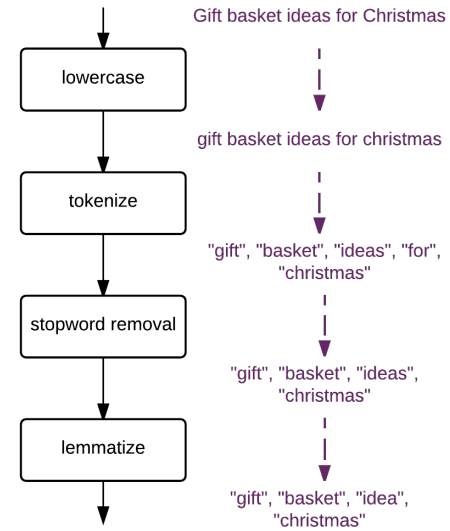 Gift basket ideas for Christmas
lowercase
gift basket ideas for christmas
tokenize
"gift", "basket", "ideas", "for",
"christmas"
stopword removal
"gift", "basket", "ideas",
"christmas"
lemmatize
"gift", "basket", "idea",
"christmas"